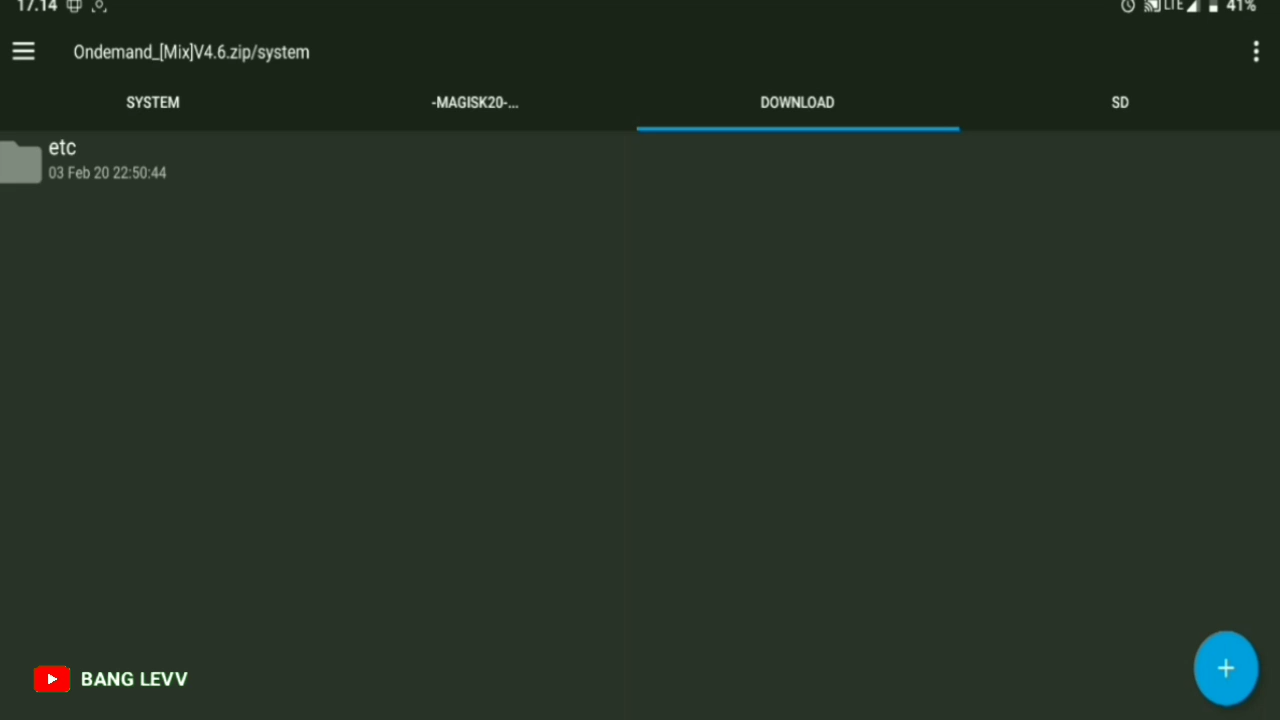 17.14 LTE 41%
Ondemand_[Mix]V4.6.zip/system
SYSTEM -MAGISK20-... DOWNLOAD SD
etc
03 Feb 20 22:50:44
+
BANG LEVV